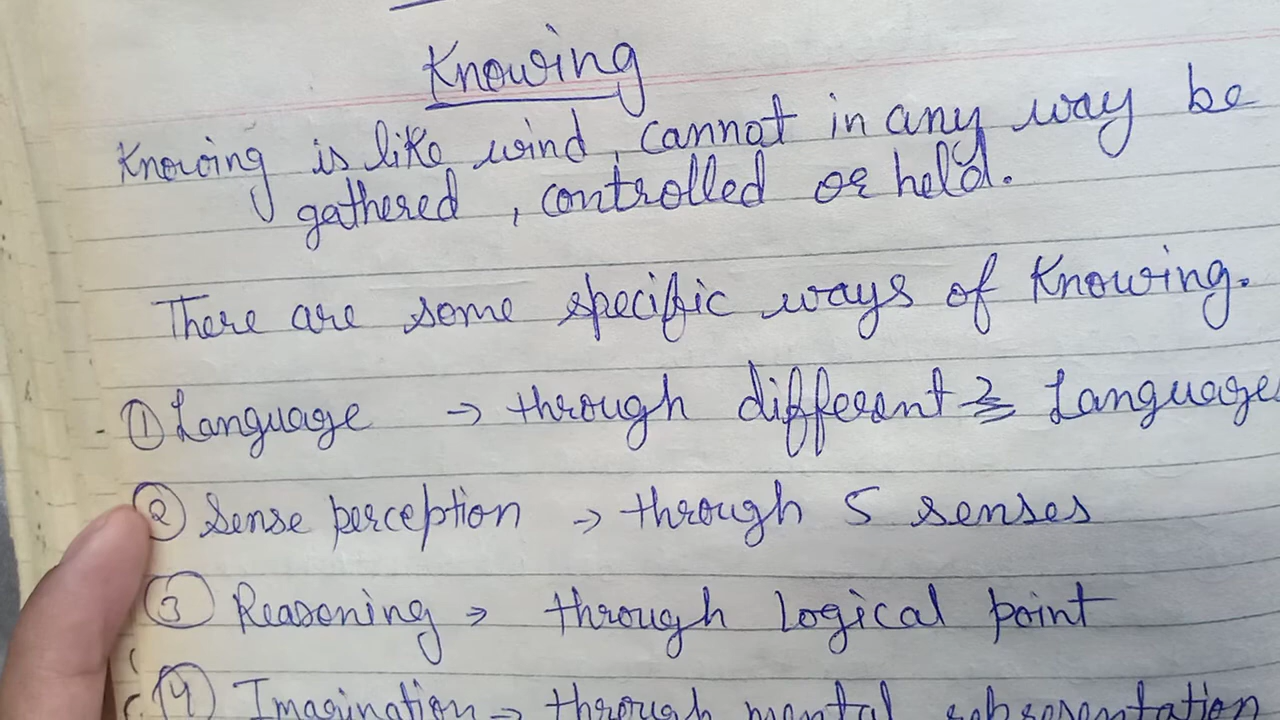 Knowing
Knowing is like wind, cannot in any way be
gathered, controlled or held.
There are some specific ways of Knowing.
① Language → through different Language
② Sense perception → through 5 senses
③ Reasoning → through Logical point
④ Imagination → through mental